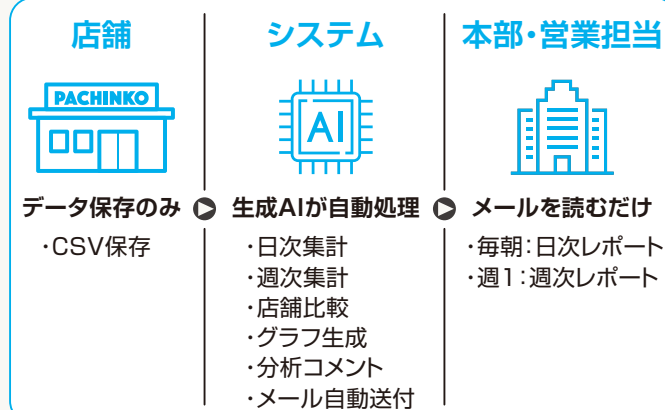 店舗
PACHINKO
データ保存のみ
・CSV保存
システム
AI
生成AIが自動処理
・日次集計
・週次集計
・店舗比較
・グラフ生成
・分析コメント
・メール自動送付
本部・営業担当
メールを読むだけ
・毎朝：日次レポート
・週1：週次レポート